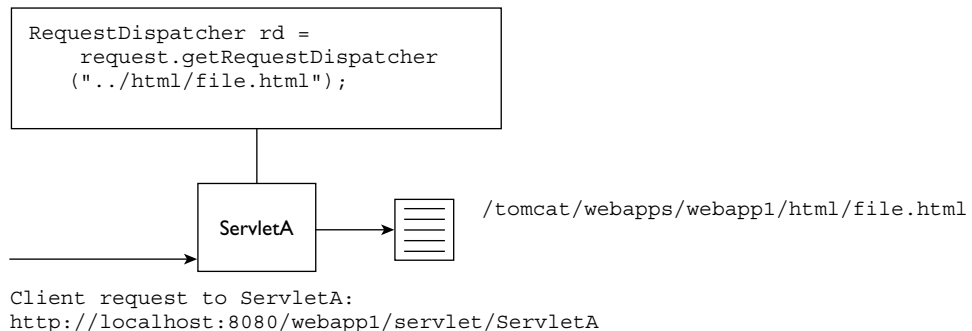 RequestDispatcher rd =
request.getRequestDispatcher
("../html/file.html");
ServletA
/tomcat/webapps/webapp1/html/file.html
Client request to ServletA:
http://localhost:8080/webapp1/servlet/ServletA